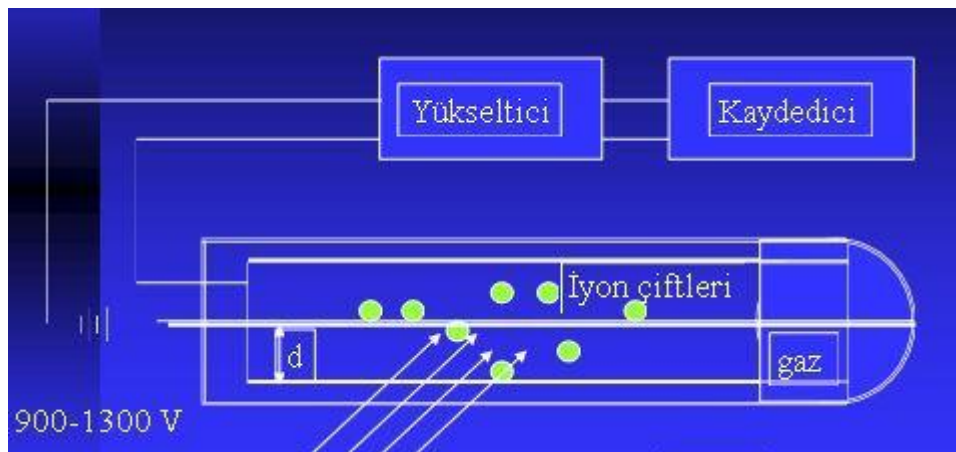 Yükseltici
Kaydedici
İyon çiftleri
d
gaz
900-1300 V